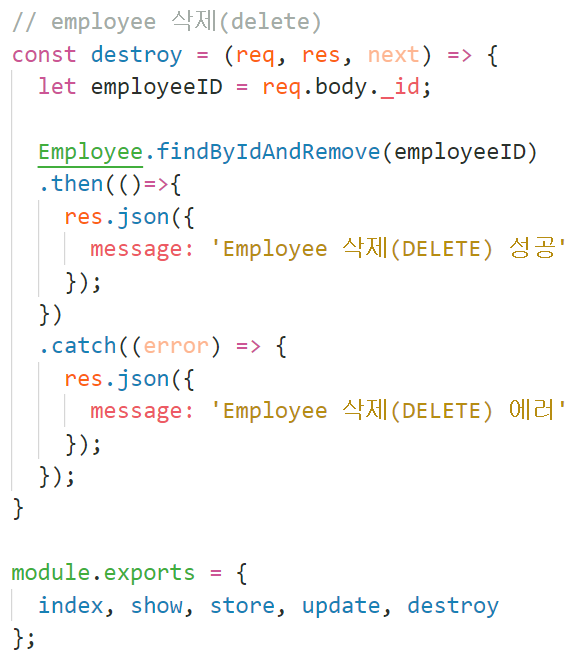 // employee 삭제(delete)
const destroy = (req, res, next) => {
  let employeeID = req.body._id;

  Employee.findByIdAndRemove(employeeID)
  .then(()=>{
    res.json({
      message: 'Employee 삭제(DELETE) 성공'
    });
  })
  .catch((error) => {
    res.json({
      message: 'Employee 삭제(DELETE) 에러'
    });
  });
}

module.exports = {
  index, show, store, update, destroy
};